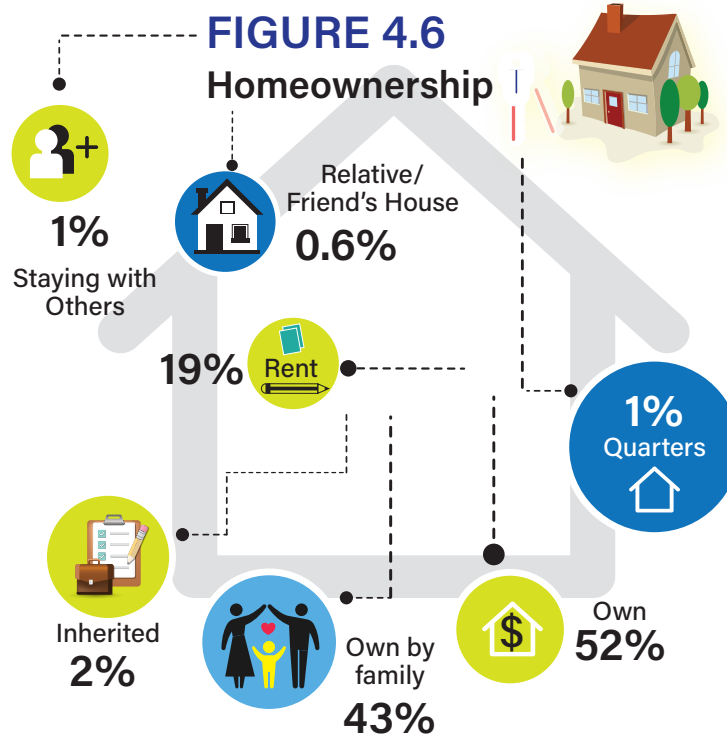 FIGURE 4.6
Homeownership
1%
Staying with
Others
Relative/
Friend's House
0.6%
19%
Rent
1%
Quarters
Inherited
2%
Own by
family
43%
$
Own
52%